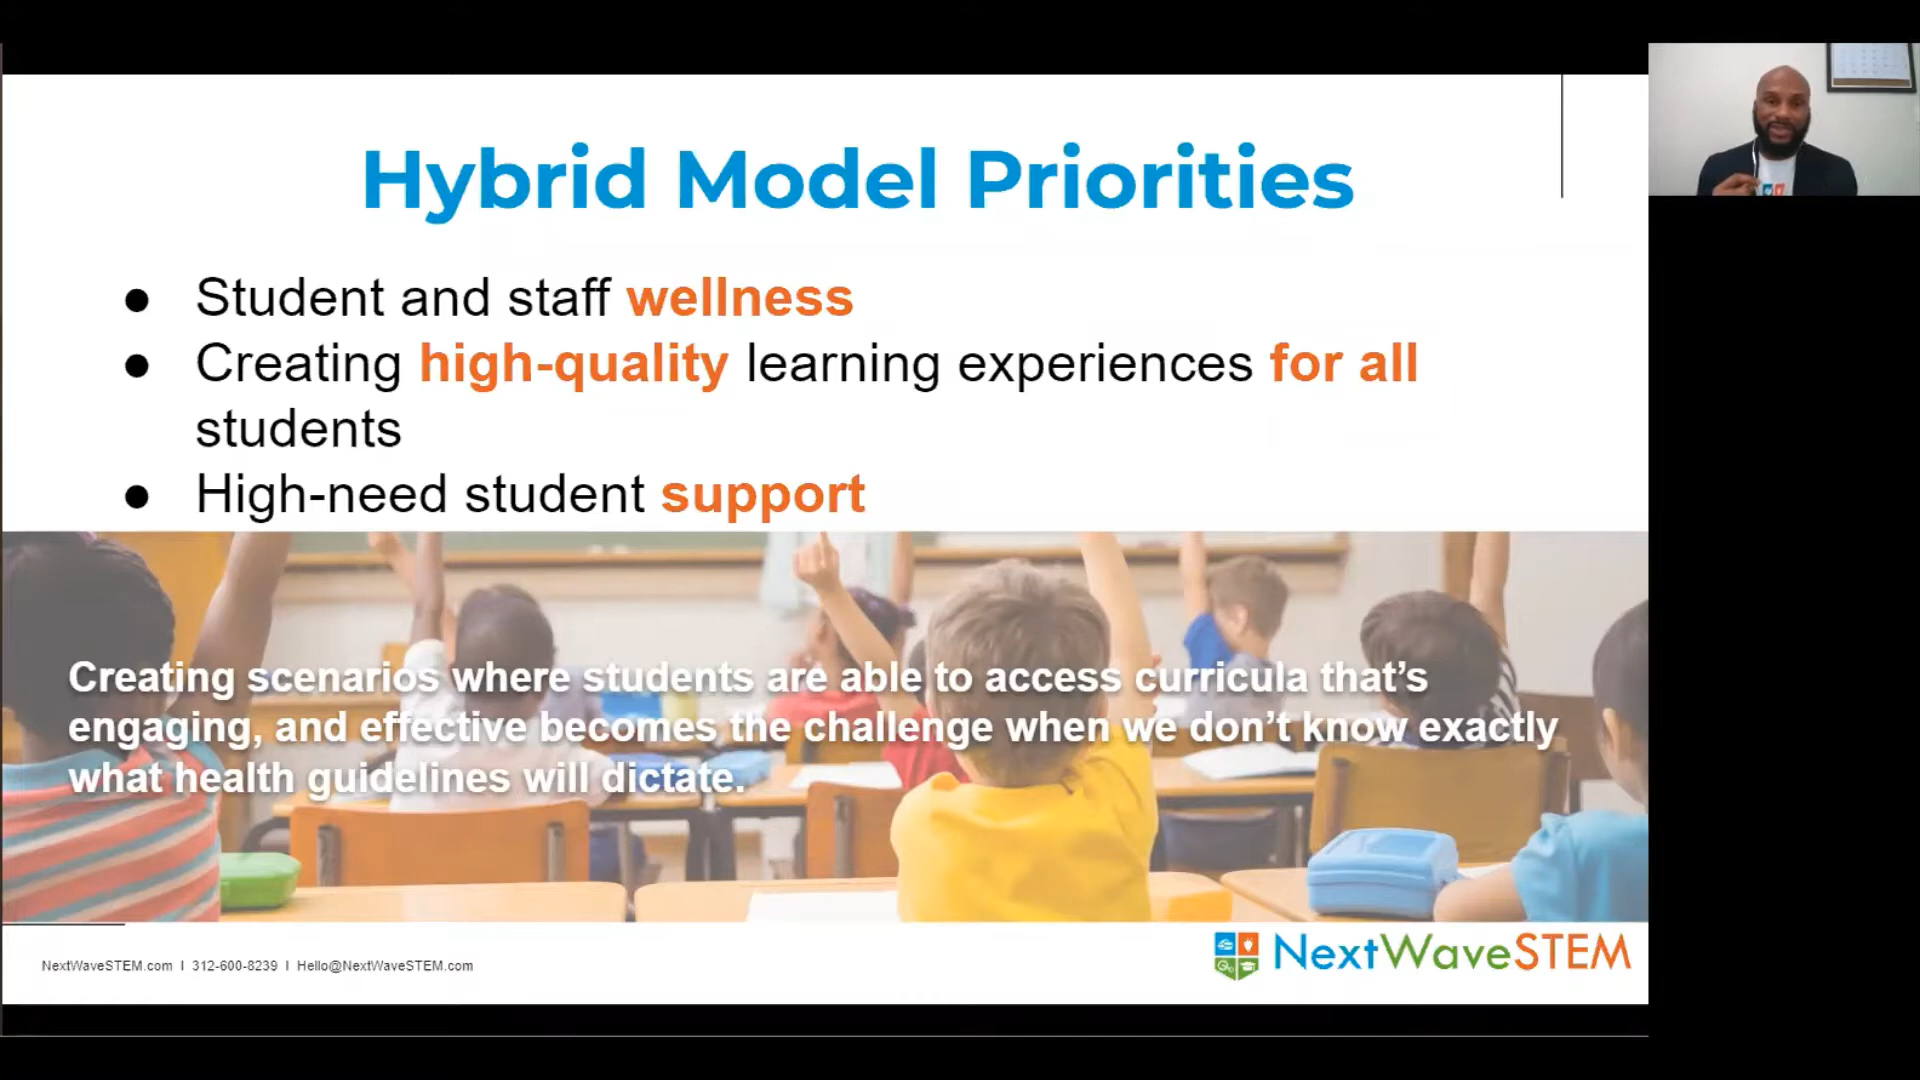 Hybrid Model Priorities
● Student and staff wellness
● Creating high-quality learning experiences for all
students
● High-need student support
Creating scenarios where students are able to access curricula that’s
engaging, and effective becomes the challenge when we don’t know exactly
what health guidelines will dictate.
NextWaveSTEM.com I 312-600-8239 I Hello@NextWaveSTEM.com
NextWaveSTEM